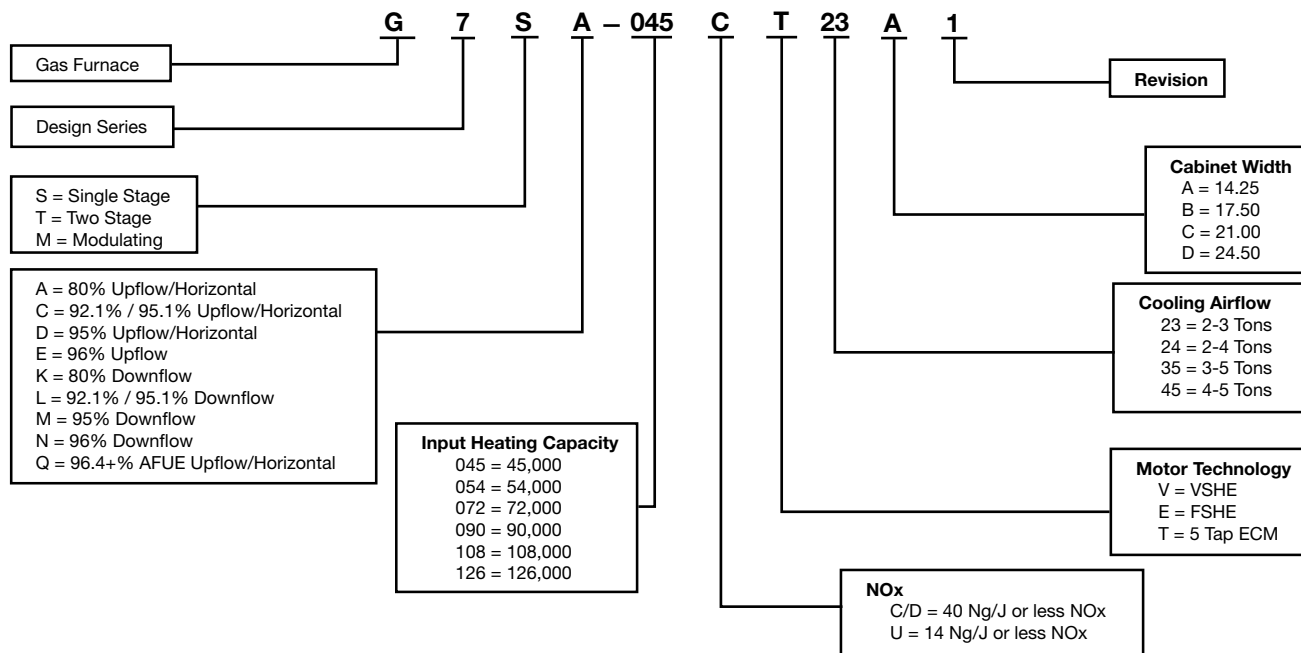 G 7 S A – 045 C T 23 A 1
Gas Furnace
Design Series
S = Single Stage
T = Two Stage
M = Modulating
A = 80% Upflow/Horizontal
C = 92.1% / 95.1% Upflow/Horizontal
D = 95% Upflow/Horizontal
E = 96% Upflow
K = 80% Downflow
L = 92.1% / 95.1% Downflow
M = 95% Downflow
N = 96% Downflow
Q = 96.4+% AFUE Upflow/Horizontal
Input Heating Capacity
045 = 45,000
054 = 54,000
072 = 72,000
090 = 90,000
108 = 108,000
126 = 126,000
Revision
Cabinet Width
A = 14.25
B = 17.50
C = 21.00
D = 24.50
Cooling Airflow
23 = 2-3 Tons
24 = 2-4 Tons
35 = 3-5 Tons
45 = 4-5 Tons
Motor Technology
V = VSHE
E = FSHE
T = 5 Tap ECM
NOx
C/D = 40 Ng/J or less NOx
U = 14 Ng/J or less NOx